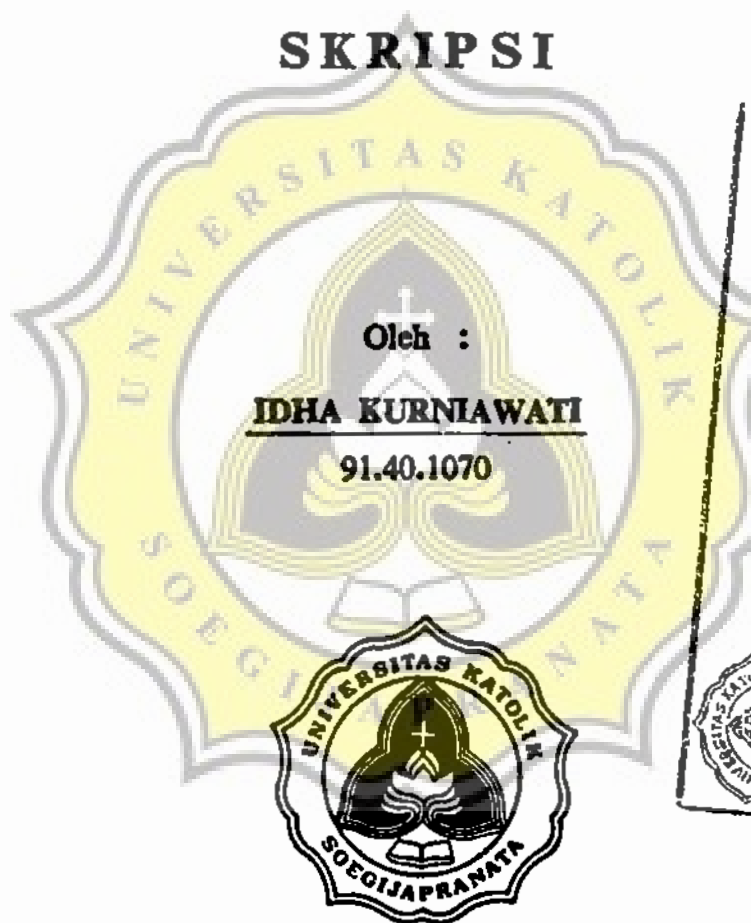 SKRIPSI
UNIVERSITAS KATOLIK
SOEGIJAPRANATA
Oleh :
IDHA KURNIAWATI
91.40.1070
UNIVERSITAS KATOLIK
P
SOEGIJAPRANATA